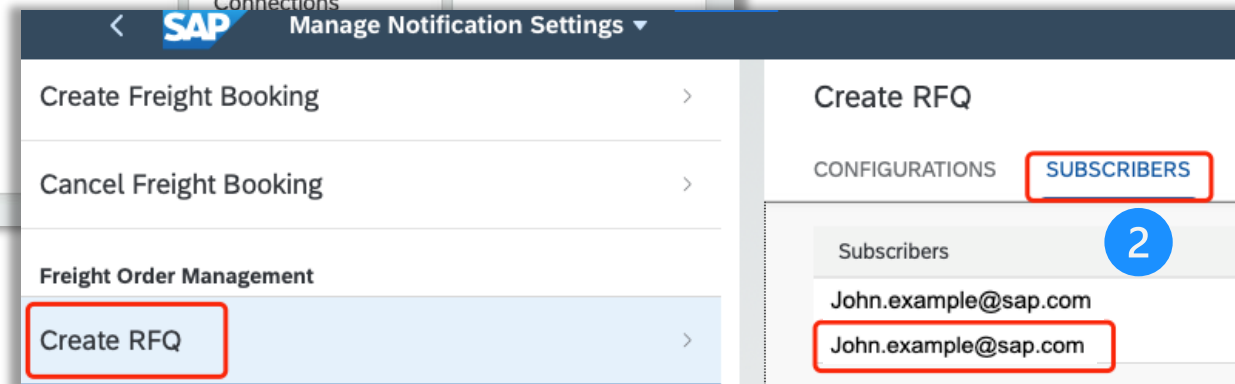 Connections
SAP Manage Notification Settings
Create Freight Booking
Cancel Freight Booking
Freight Order Management
Create RFQ
Create RFQ
CONFIGURATIONS SUBSCRIBERS
2
Subscribers
John.example@sap.com
John.example@sap.com